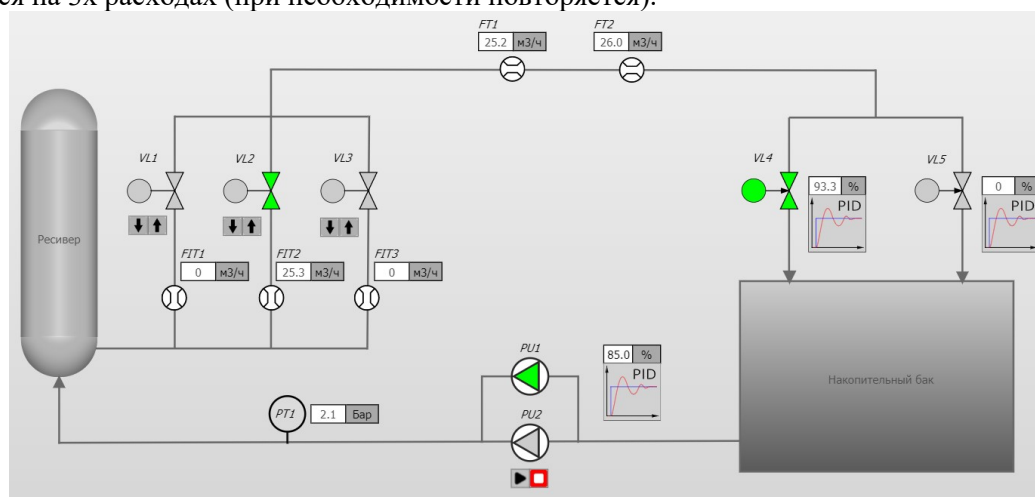 ся на 3х расходах (при необходимости повторяется).
FT1
25.2 м3/ч
FT2
26.0 м3/ч
VL1
VL2
VL3
VL4
93.3 %
PID
VL5
0 %
PID
Ресивер
FIT1
0 м3/ч
FIT2
25.3 м3/ч
FIT3
0 м3/ч
PU1
85.0 %
PID
Накопительный бак
PT1
2.1 Бар
PU2